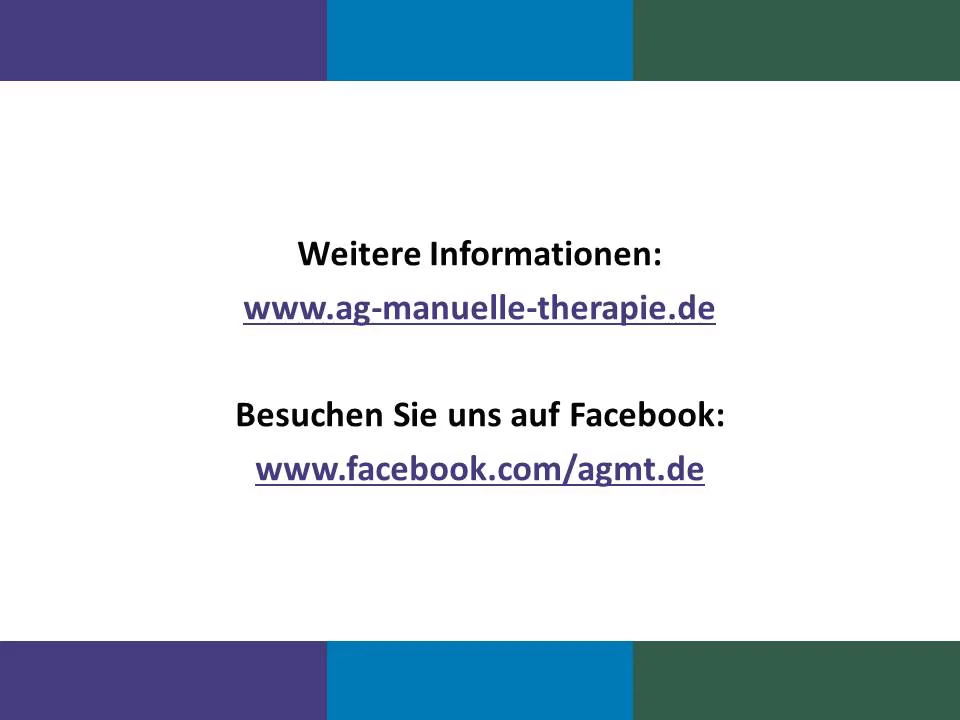 Weitere Informationen:
www.ag-manuelle-therapie.de
Besuchen Sie uns auf Facebook:
www.facebook.com/agmt.de